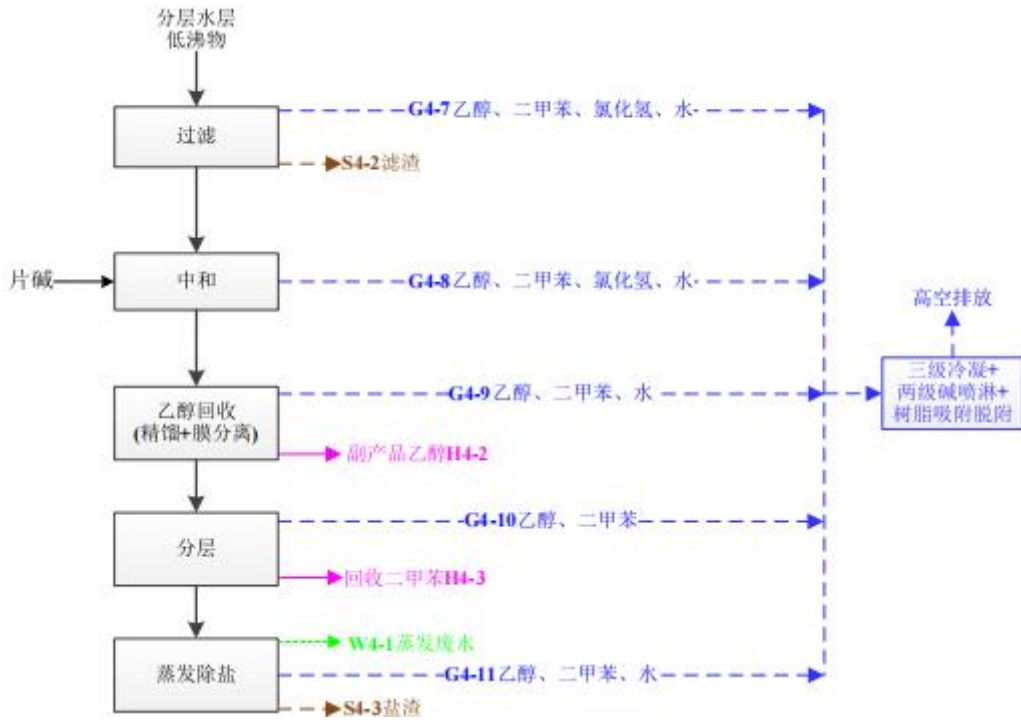 分层水层
低沸物
G4-7乙醇、二甲苯、氯化氢、水
过滤
S4-2滤渣
片碱
中和
G4-8乙醇、二甲苯、氯化氢、水
高空排放
三级冷凝+
两级碱喷淋+
树脂吸附脱附
乙醇回收
(精馏+膜分离)
G4-9乙醇、二甲苯、水
副产品乙醇H4-2
分层
G4-10乙醇、二甲苯
回收二甲苯H4-3
W4-1蒸发废水
蒸发除盐
G4-11乙醇、二甲苯、水
S4-3盐渣